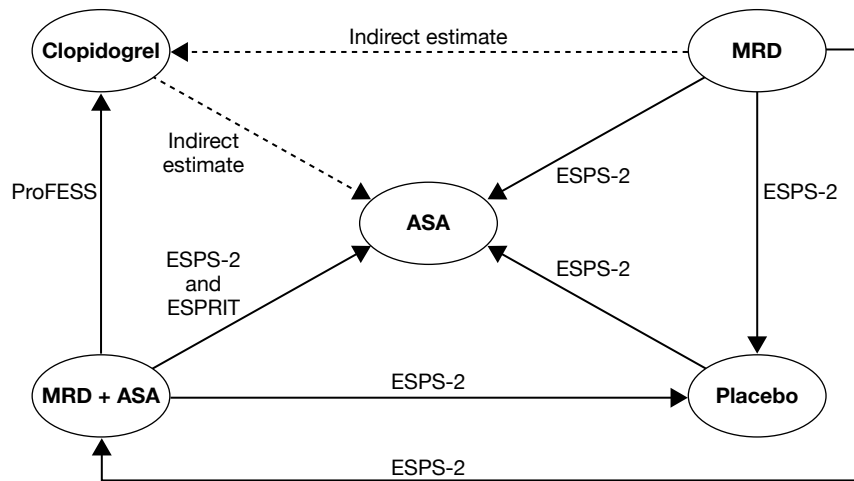 Indirect estimate
Clopidogrel
MRD
Indirect
estimate
ProFESS
ESPS-2
ESPS-2
ASA
ESPS-2
and
ESPRIT
ESPS-2
MRD + ASA
ESPS-2
Placebo
ESPS-2